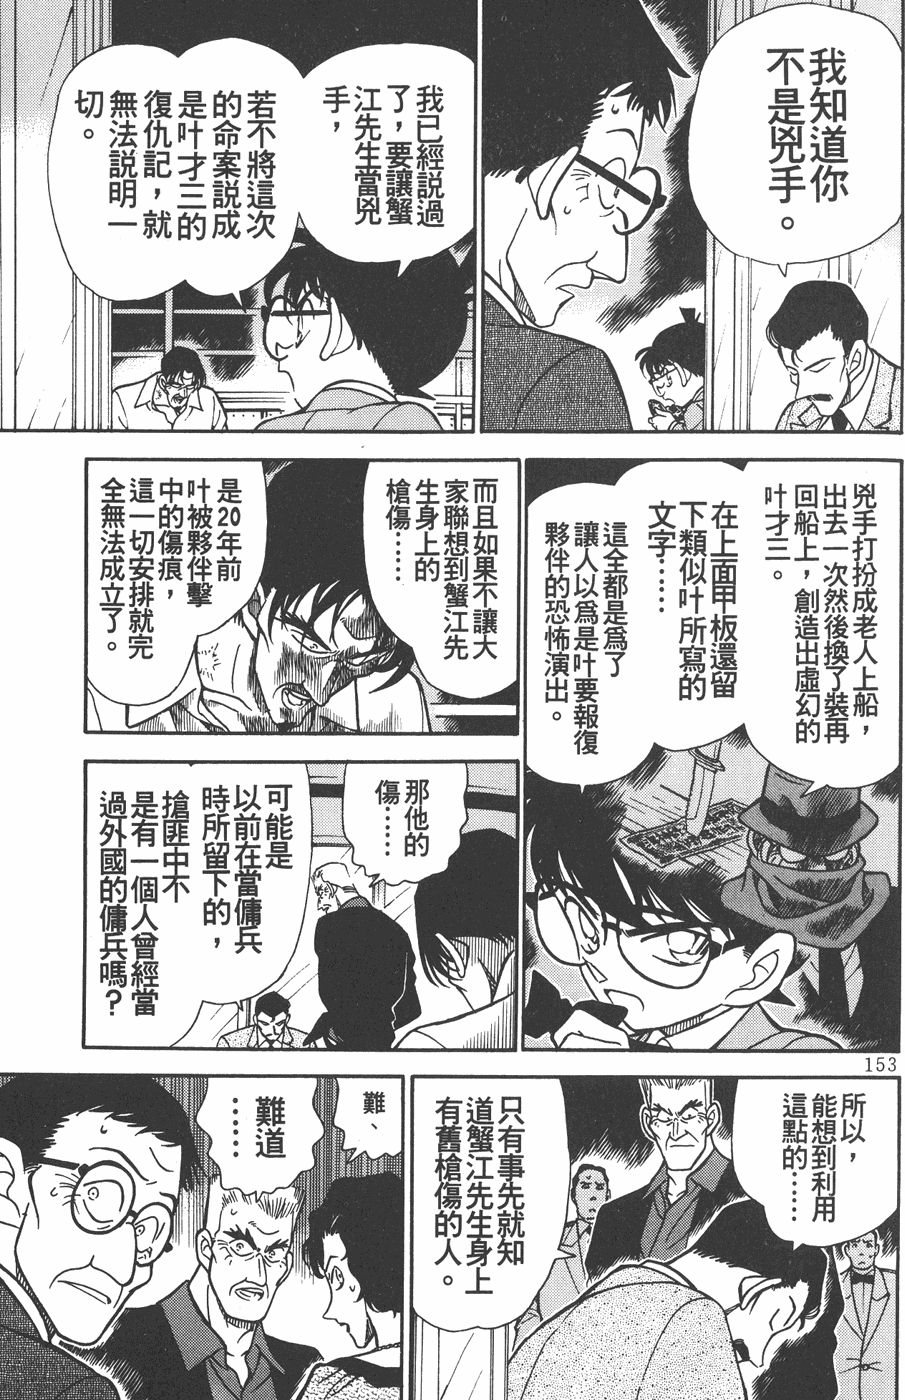 我知道你
不是兇手。
我已經説過
了，要讓蟹
江先生當兇
手，
若不將這次
的命案説成
是叶才三的
復仇記，就
無法説明一
切。
兇手打扮成老人上船，
出去一次然後換了裝再
回船上，創造出虛幻的
叶才三。
在上面甲板還留
下類似叶所寫的
文字……
這全都是爲了
讓人以爲是叶要報復
夥伴的恐怖演出。
而且如果不讓大
家聯想到蟹江先
生身上的
槍傷……
是20年前
叶被夥伴擊
中的傷痕，
這一切安排就完
全無法成立了。
那他的
傷……
可能是
以前在當傭兵
時所留下的，
搶匪中不
是有一個人曾經當
過外國的傭兵嗎？
153
所以，
能想到利用
這點的……
只有事先就知
道蟹江先生身上
有舊槍傷的人。
難、
難道
……